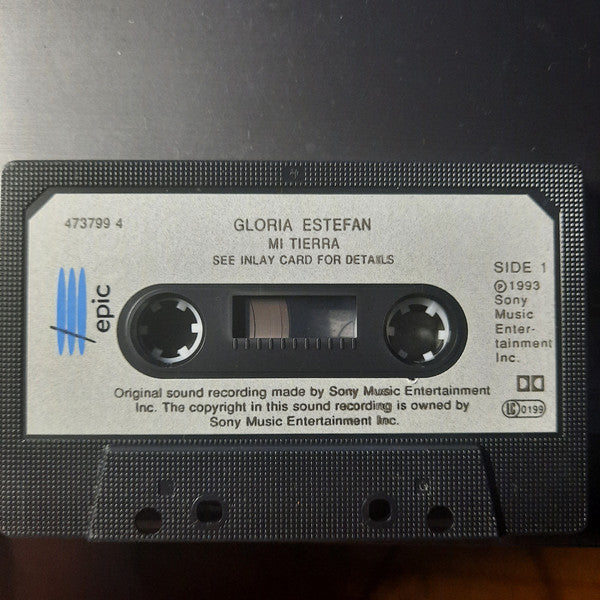 473799 4
GLORIA ESTEFAN
MI TIERRA
SEE INLAY CARD FOR DETAILS
SIDE 1
℗1993
Sony
Music
Enter-
tainment
Inc.
epic
Original sound recording made by Sony Music Entertainment
Inc. The copyright in this sound recording is owned by
Sony Music Entertainment Inc.
LC 0199